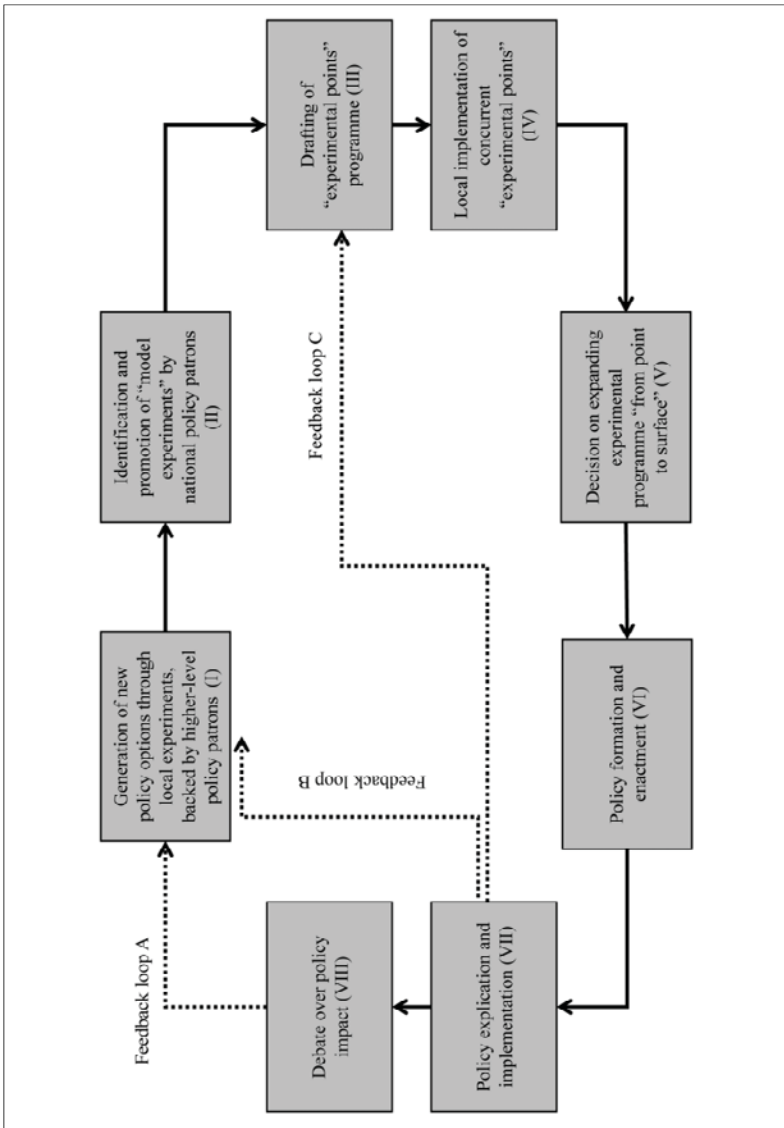 Generation of new
policy options through
local experiments,
backed by higher-level
policy patrons (I)
Identification and
promotion of “model
experiments” by
national policy patrons
(II)
Drafting of
“experimental points”
programme (III)
Local implementation of
concurrent
“experimental points”
(IV)
Decision on expanding
experimental
programme “from point
to surface” (V)
Policy formation and
enactment (VI)
Policy explication and
implementation (VII)
Debate over policy
impact (VIII)
Feedback loop A
Feedback loop B
Feedback loop C